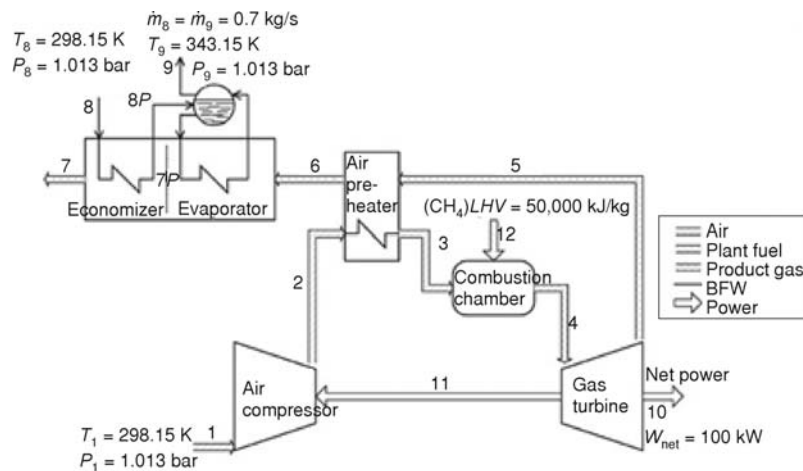 ṁ8 = ṁ9 = 0.7 kg/s
T8 = 298.15 K
T9 = 343.15 K
P8 = 1.013 bar
9
P9 = 1.013 bar
8
8P
7
7P
Economizer
Evaporator
6
Air
pre-
heater
5
(CH4)LHV = 50,000 kJ/kg
12
2
3
Combustion
chamber
4
Air
Plant fuel
Product gas
BFW
Power
Air
compressor
11
Gas
turbine
Net power
10
Wnet = 100 kW
T1 = 298.15 K
1
P1 = 1.013 bar